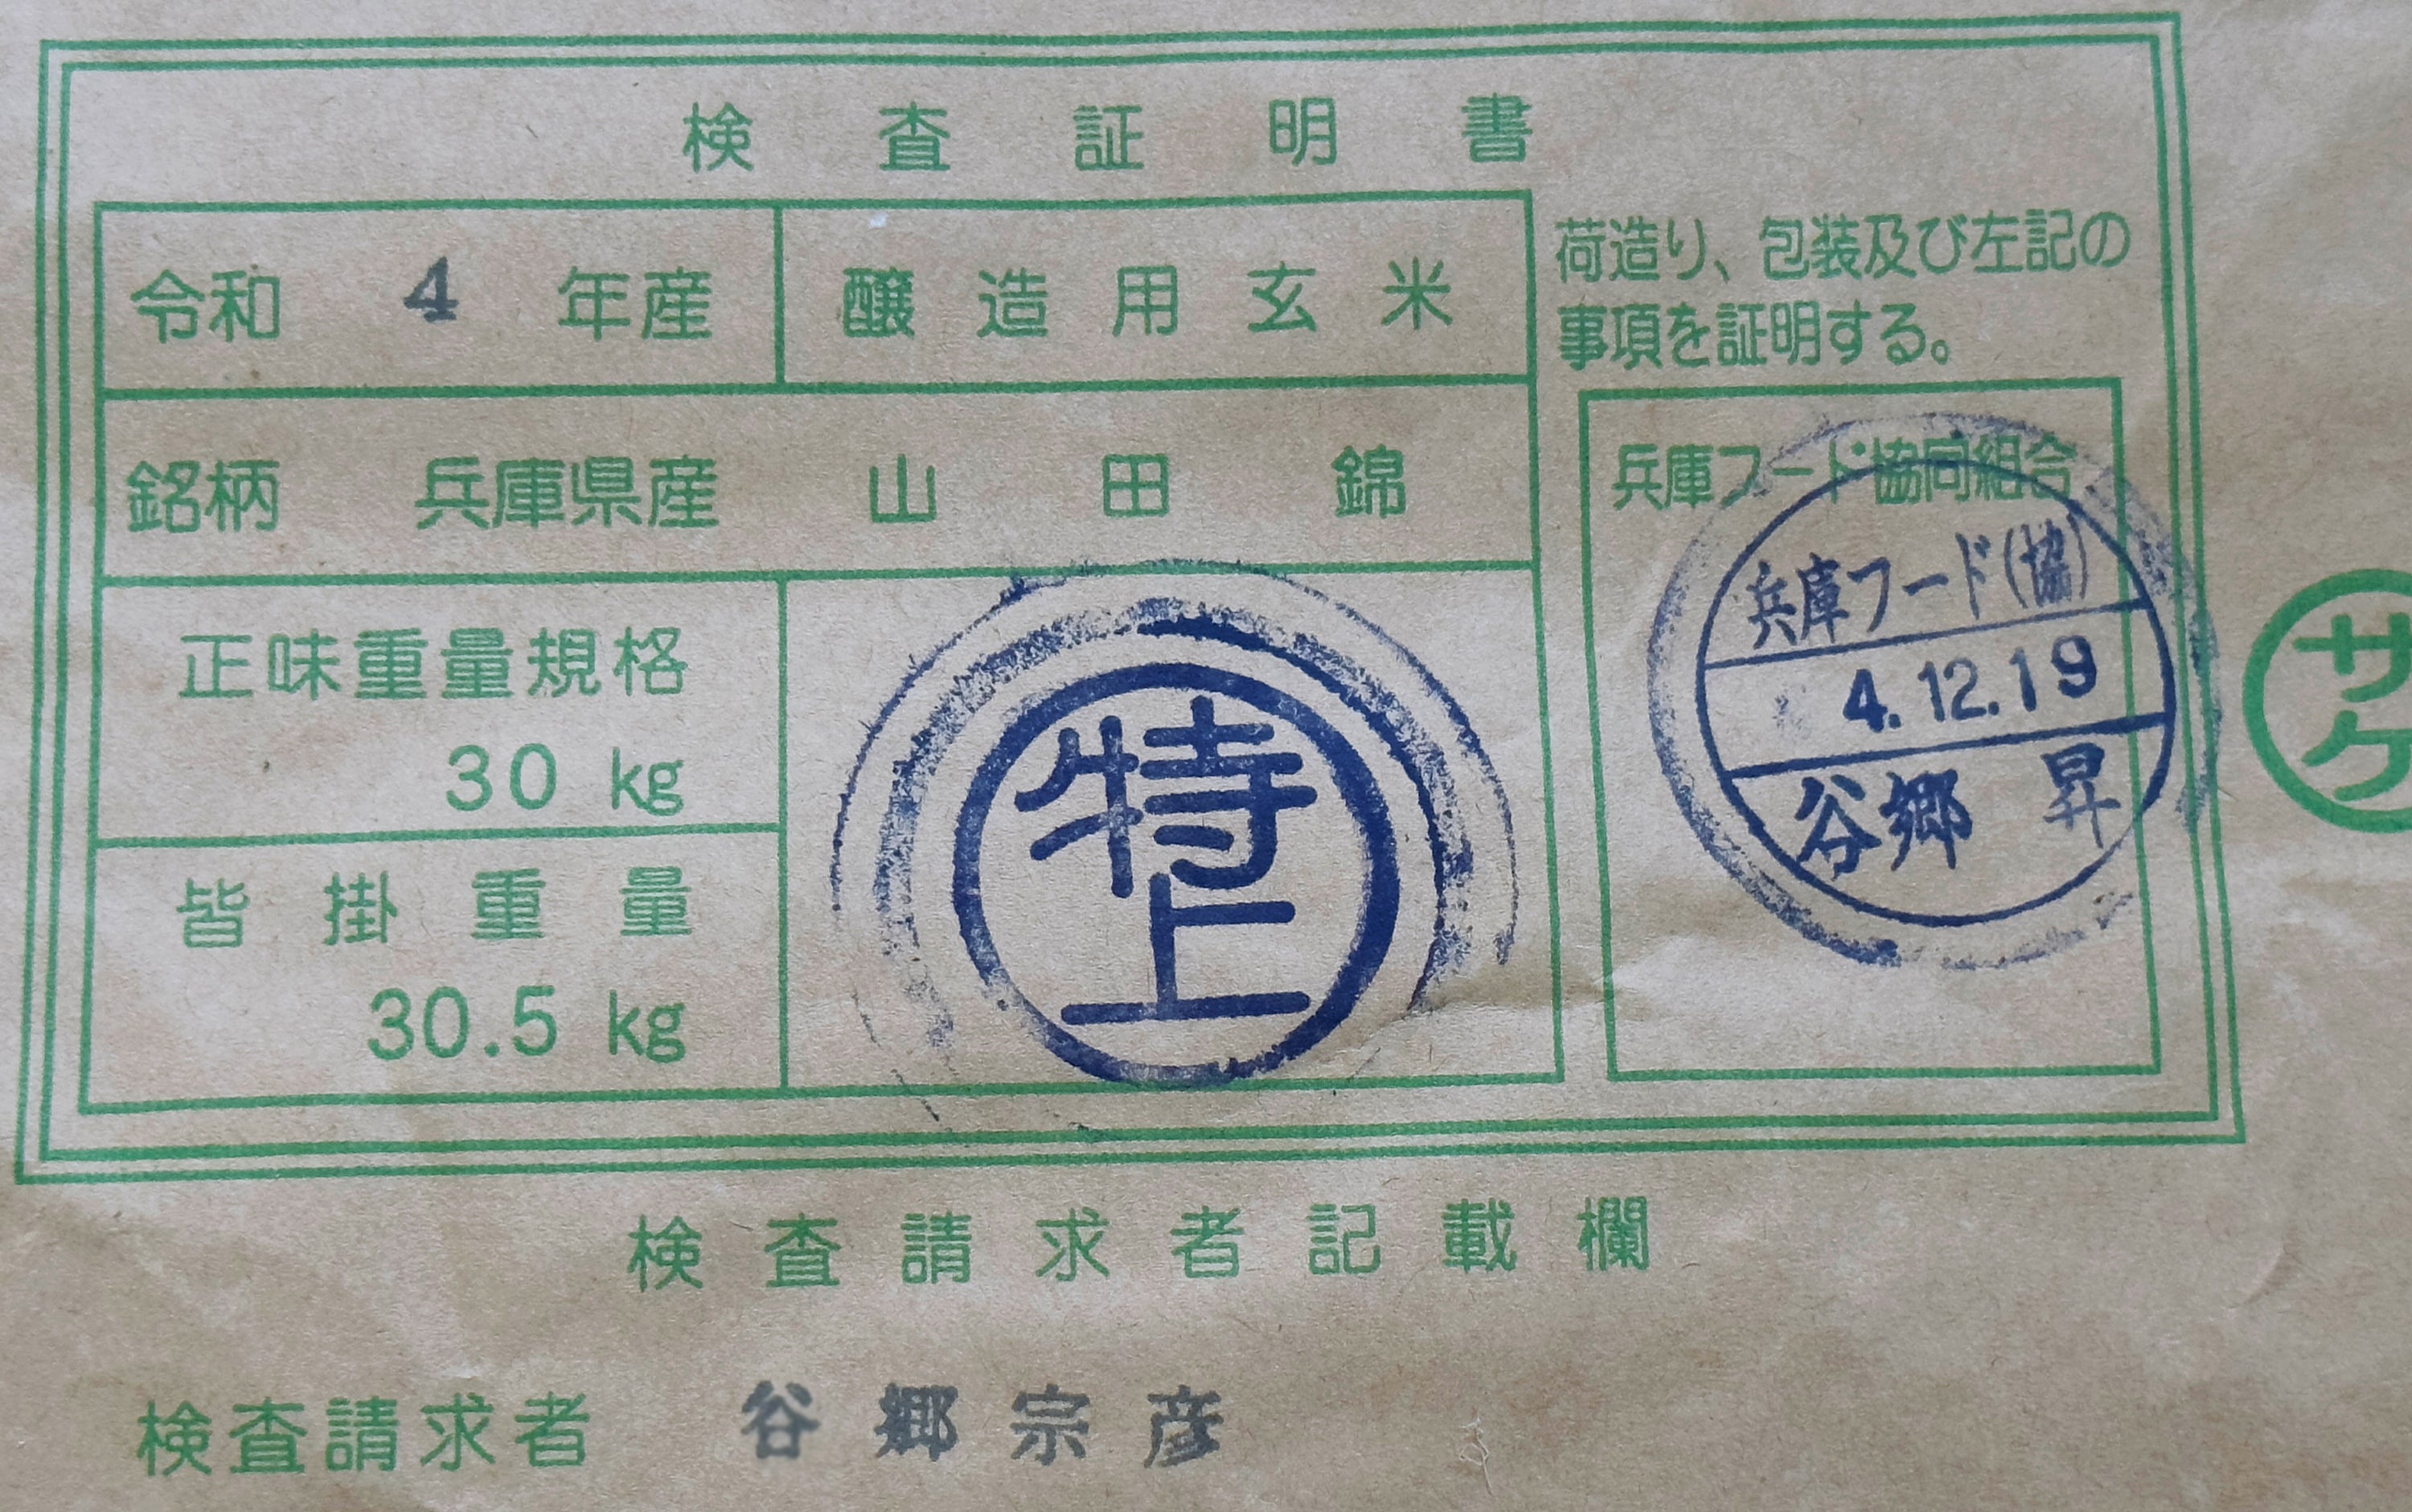 検査証明書
令和 4 年産 醸造用玄米
荷造り、包装及び左記の
事項を証明する。
銘柄 兵庫県産 山田錦
正味重量規格
30 kg
皆掛重量
30.5 kg
特上
兵庫フード協同組合
兵庫フード(協)
4.12.19
谷郷 昇
サケ
検査請求者記載欄
検査請求者 谷郷宗彦